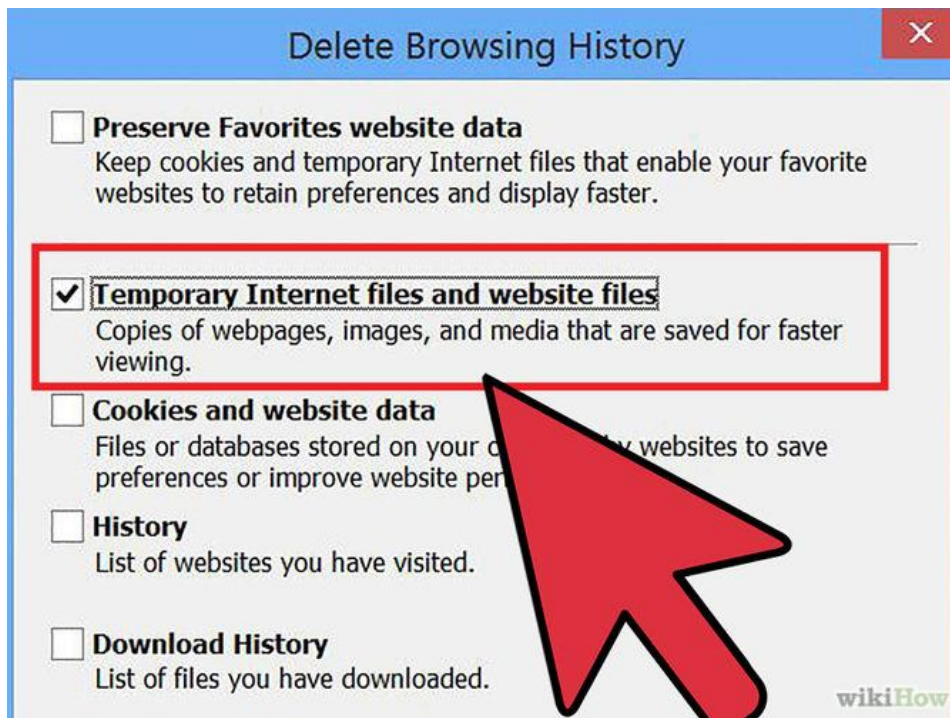 Delete Browsing History
Preserve Favorites website data
Keep cookies and temporary Internet files that enable your favorite
websites to retain preferences and display faster.
Temporary Internet files and website files
Copies of webpages, images, and media that are saved for faster
viewing.
Cookies and website data
Files or databases stored on your by websites to save
preferences or improve website
History
List of websites you have visited.
Download History
List of files you have downloaded.
wikiHow